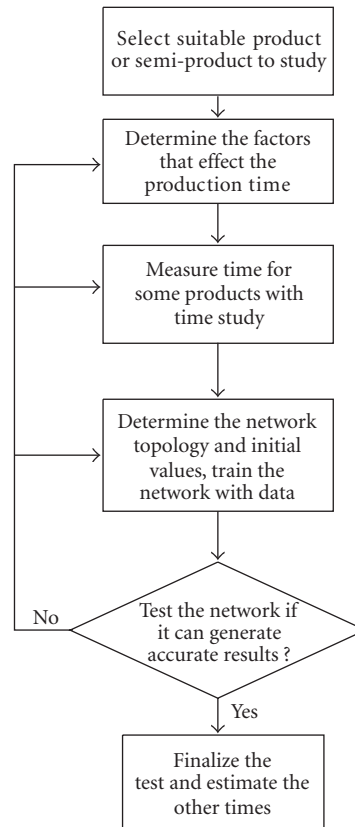 Select suitable product
or semi-product to study
Determine the factors
that effect the
production time
Measure time for
some products with
time study
Determine the network
topology and initial
values, train the
network with data
No
Test the network if
it can generate
accurate results ?
Yes
Finalize the
test and estimate the
other times